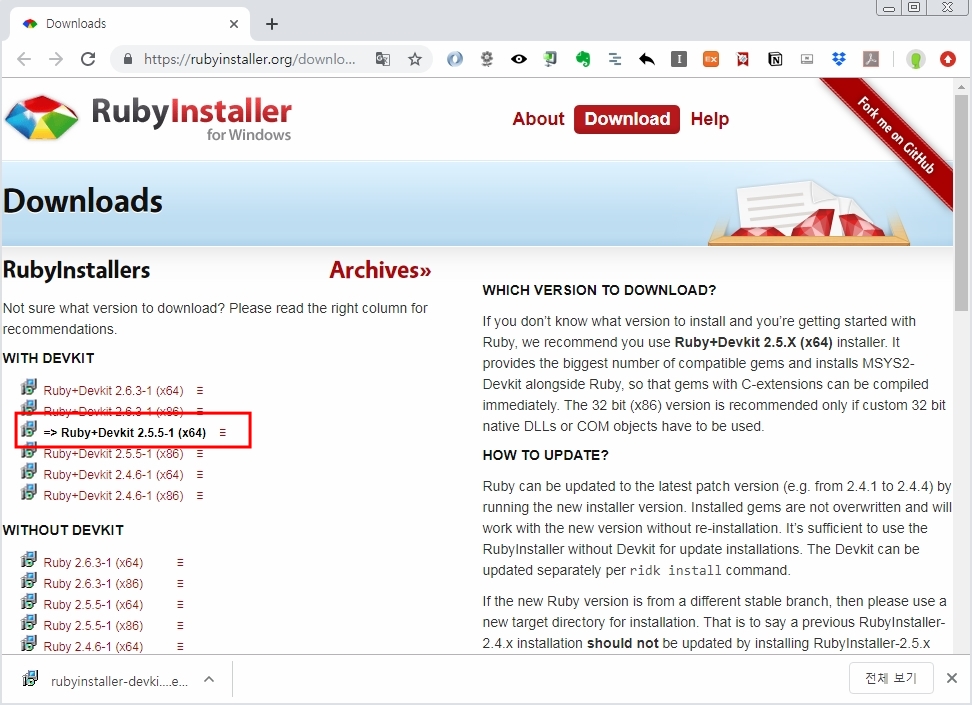 Downloads
https://rubyinstaller.org/downlo...
RubyInstaller
for Windows
About Download Help
Fork me on GitHub
Downloads
RubyInstallers
Archives»
Not sure what version to download? Please read the right column for
recommendations.
WITH DEVKIT
Ruby+Devkit 2.6.3-1 (x64)
Ruby+Devkit 2.6.3-1 (x86)
=> Ruby+Devkit 2.5.5-1 (x64)
Ruby+Devkit 2.5.5-1 (x86)
Ruby+Devkit 2.4.6-1 (x64)
Ruby+Devkit 2.4.6-1 (x86)
WITHOUT DEVKIT
Ruby 2.6.3-1 (x64)
Ruby 2.6.3-1 (x86)
Ruby 2.5.5-1 (x64)
Ruby 2.5.5-1 (x86)
Ruby 2.4.6-1 (x64)
WHICH VERSION TO DOWNLOAD?
If you don’t know what version to install and you’re getting started with
Ruby, we recommend you use Ruby+Devkit 2.5.X (x64) installer. It
provides the biggest number of compatible gems and installs MSYS2-
Devkit alongside Ruby, so that gems with C-extensions can be compiled
immediately. The 32 bit (x86) version is recommended only if custom 32 bit
native DLLs or COM objects have to be used.
HOW TO UPDATE?
Ruby can be updated to the latest patch version (e.g. from 2.4.1 to 2.4.4) by
running the new installer version. Installed gems are not overwritten and will
work with the new version without re-installation. It’s sufficient to use the
RubyInstaller without Devkit for update installations. The Devkit can be
updated separately per ridk install command.
If the new Ruby version is from a different stable branch, then please use a
new target directory for installation. That is to say a previous RubyInstaller-
2.4.x installation should not be updated by installing RubyInstaller-2.5.x
rubyinstaller-devki....e...
전체 보기